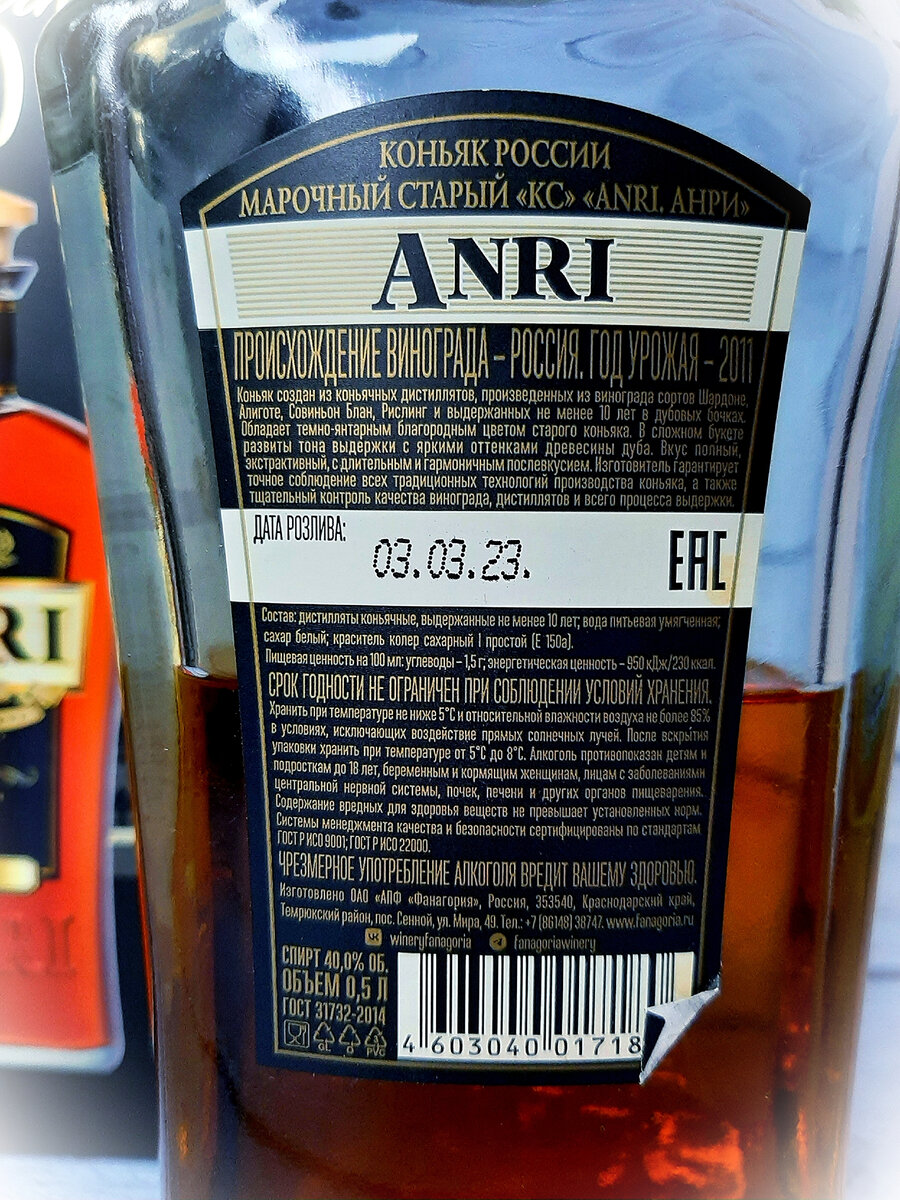 КОНЬЯК РОССИИ
МАРОЧНЫЙ СТАРЫЙ «КС» «ANRI. АНРИ»
ANRI
ПРОИСХОЖДЕНИЕ ВИНОГРАДА – РОССИЯ. ГОД УРОЖАЯ – 2011
Коньяк создан из коньячных дистиллятов, произведенных из винограда сортов Шардоне,
Алиготе, Совиньон Блан, Рислинг и выдержанных не менее 10 лет в дубовых бочках.
Обладает темно-янтарным благородным цветом старого коньяка. В сложном букете
развиты тона выдержки с яркими оттенками древесины дуба. Вкус полный,
экстрактивный, с длительным и гармоничным послевкусием. Изготовитель гарантирует
точное соблюдение всех традиционных технологий производства коньяка, а также
тщательный контроль качества винограда, дистиллятов и всего процесса выдержки.
ДАТА РОЗЛИВА:
03.03.23.
EAC
Состав: дистилляты коньячные, выдержанные не менее 10 лет; вода питьевая умягченная;
сахар белый; краситель колер сахарный I простой (Е 150а).
Пищевая ценность на 100 мл: углеводы – 1,5 г; энергетическая ценность – 950 кДж/230 ккал.
СРОК ГОДНОСТИ НЕ ОГРАНИЧЕН ПРИ СОБЛЮДЕНИИ УСЛОВИЙ ХРАНЕНИЯ.
Хранить при температуре не ниже 5°С и относительной влажности воздуха не более 85%
в условиях, исключающих воздействие прямых солнечных лучей. После вскрытия
упаковки хранить при температуре от 5°С до 8°С. Алкоголь противопоказан детям и
подросткам до 18 лет, беременным и кормящим женщинам, лицам с заболеваниями
центральной нервной системы, почек, печени и других органов пищеварения.
Содержание вредных для здоровья веществ не превышает установленных норм.
Системы менеджмента качества и безопасности сертифицированы по стандартам
ГОСТ Р ИСО 9001; ГОСТ Р ИСО 22000.
ЧРЕЗМЕРНОЕ УПОТРЕБЛЕНИЕ АЛКОГОЛЯ ВРЕДИТ ВАШЕМУ ЗДОРОВЬЮ.
Изготовлено ОАО «АПФ «Фанагория», Россия, 353540, Краснодарский край,
Темрюкский район, пос. Сенной, ул. Мира, 49. Тел.: +7 (86148) 38747. www.fanagoria.ru
wineryfanagoria fanagoriawinery
СПИРТ 40,0% ОБ.
ОБЪЕМ 0,5 Л
ГОСТ 31732-2014
GL PVC
4 603040 01718
RI